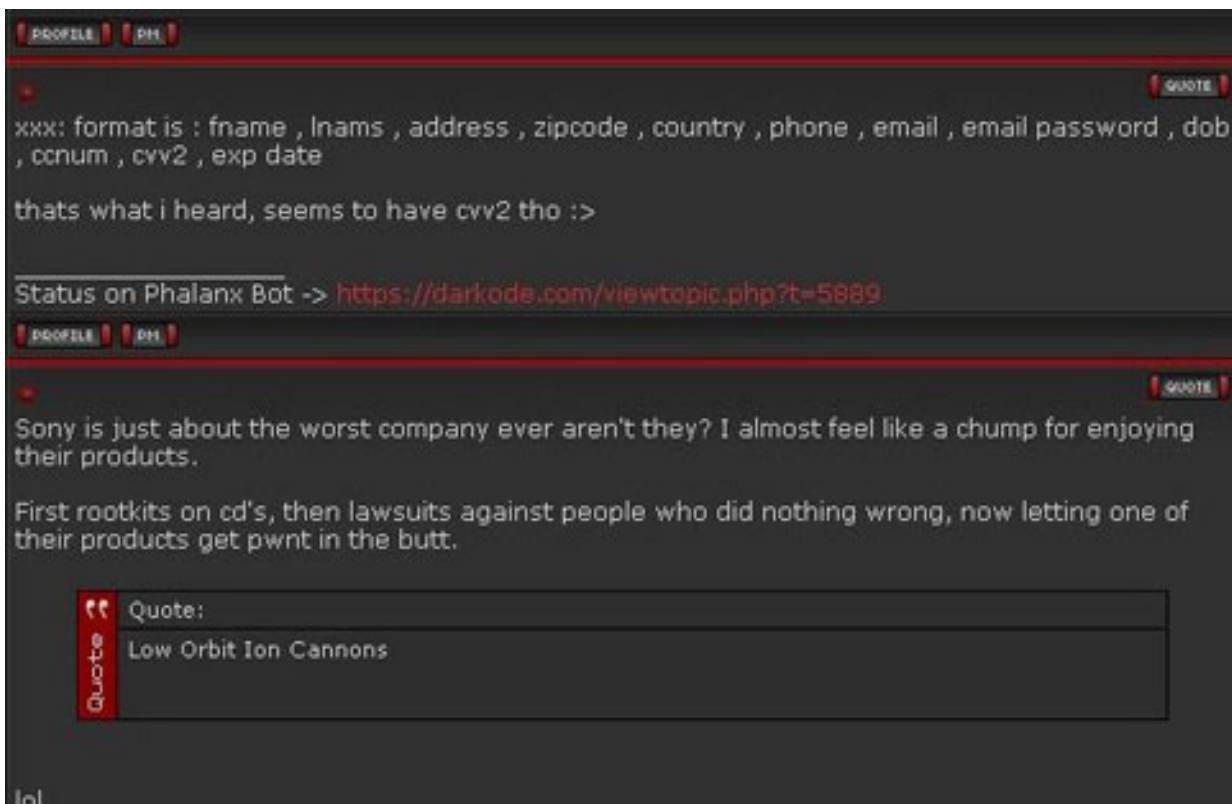 PROFILE PM
QUOTE
xxx: format is : fname , lnams , address , zipcode , country , phone , email , email password , dob
, ccnum , cvv2 , exp date
thats what i heard, seems to have cvv2 tho :>
Status on Phalanx Bot -> https://darkode.com/viewtopic.php?t=5889
PROFILE PM
QUOTE
Sony is just about the worst company ever aren't they? I almost feel like a chump for enjoying
their products.
First rootkits on cd's, then lawsuits against people who did nothing wrong, now letting one of
their products get pwnt in the butt.
Quote
Quote:
Low Orbit Ion Cannons
lol